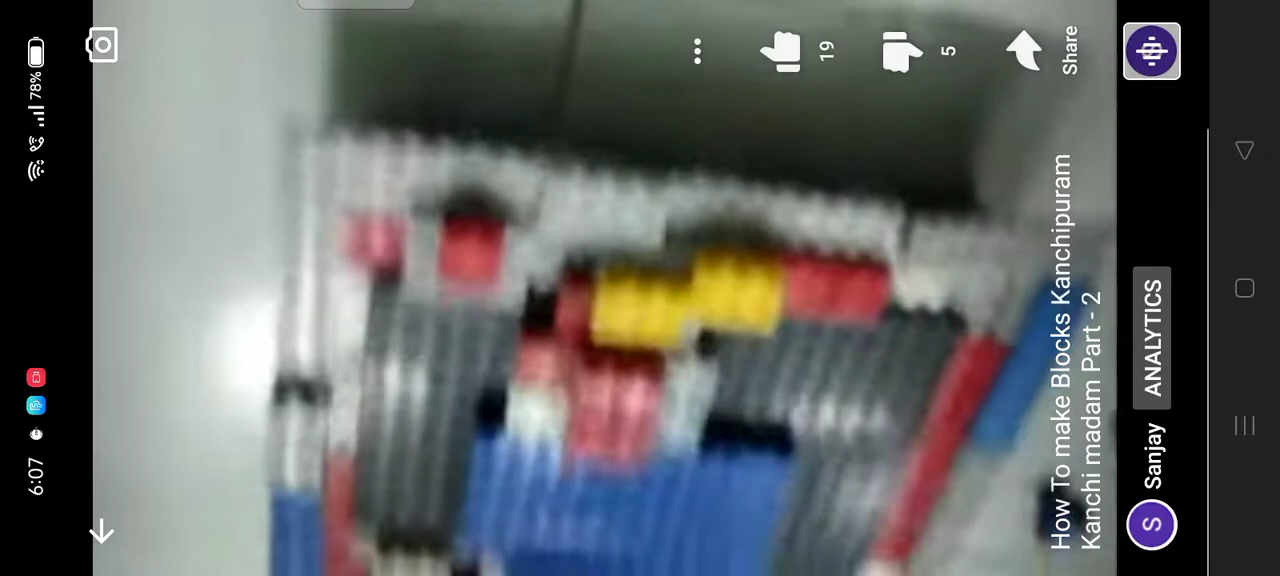 6:07
78%
19
5
Share
How To make Blocks Kanchipuram
Kanchi madam Part - 2
S Sanjay ANALYTICS